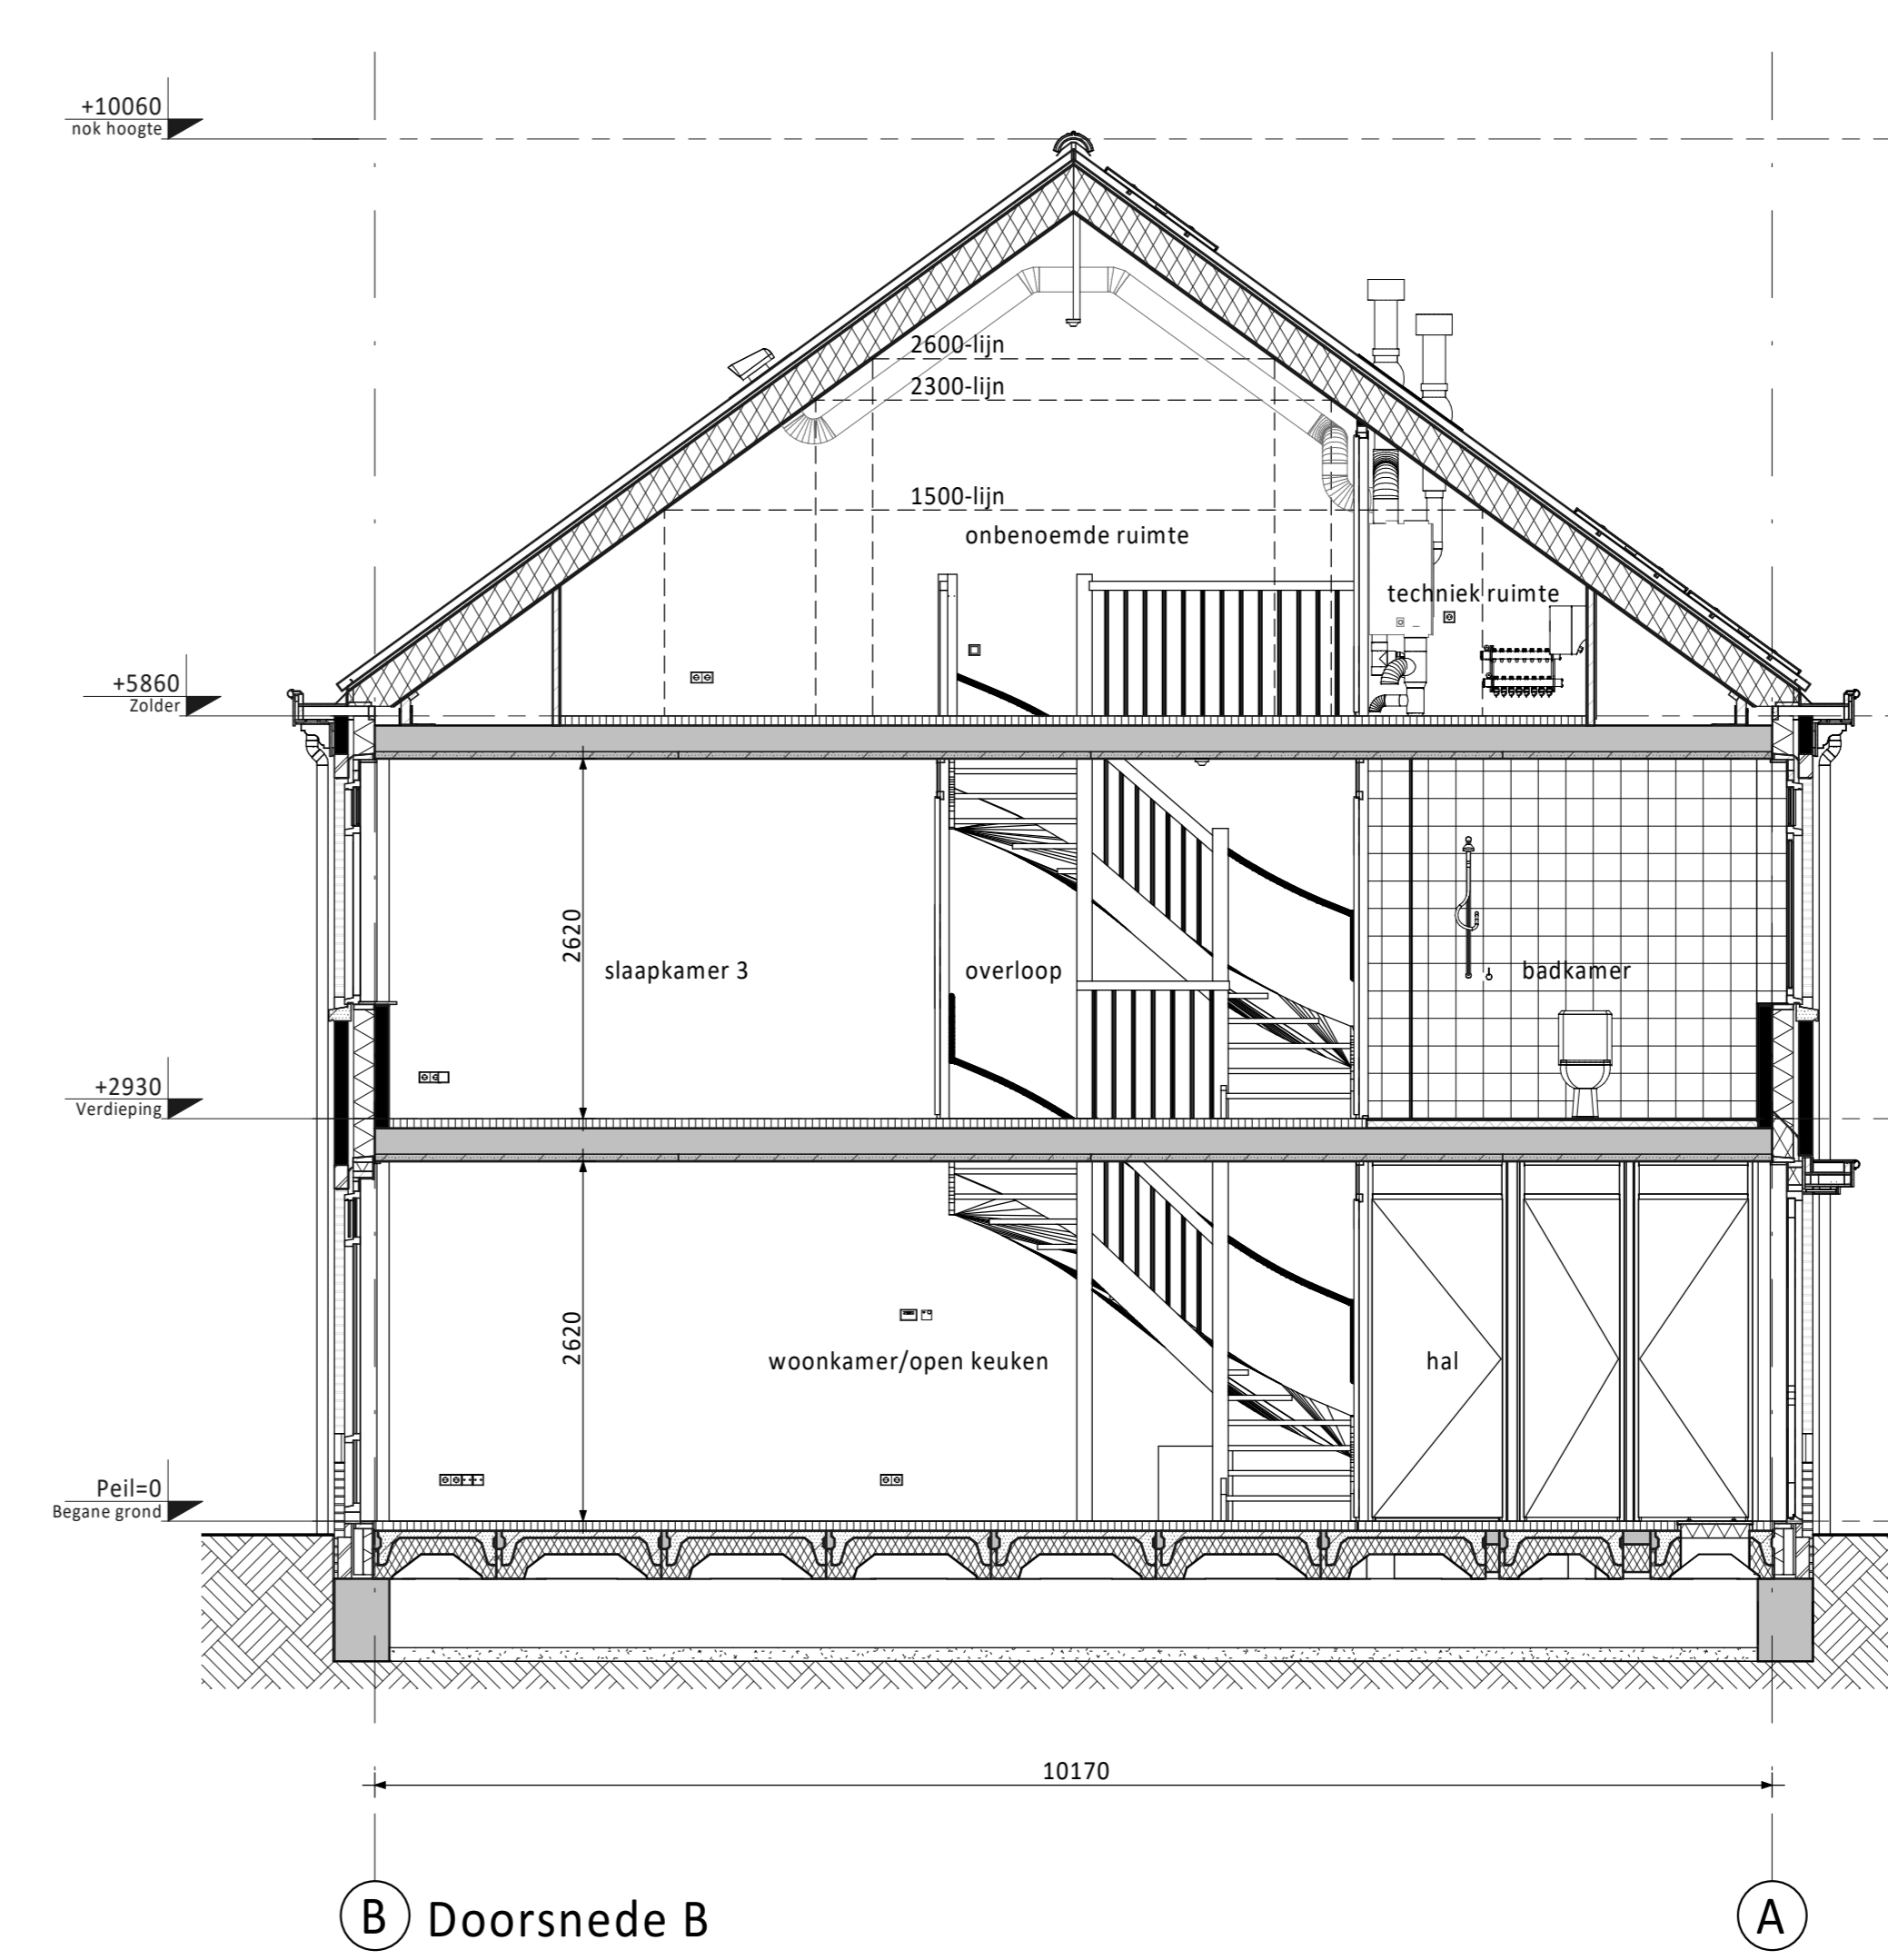 +10060
nok hoogte
2600-lijn
2300-lijn
1500-lijn
onbenoemde ruimte
techniek ruimte
+5860
Zolder
2620
slaapkamer 3
overloop
badkamer
+2930
Verdieping
2620
woonkamer/open keuken
hal
Peil=0
Begane grond
10170
B
Doorsnede B
A